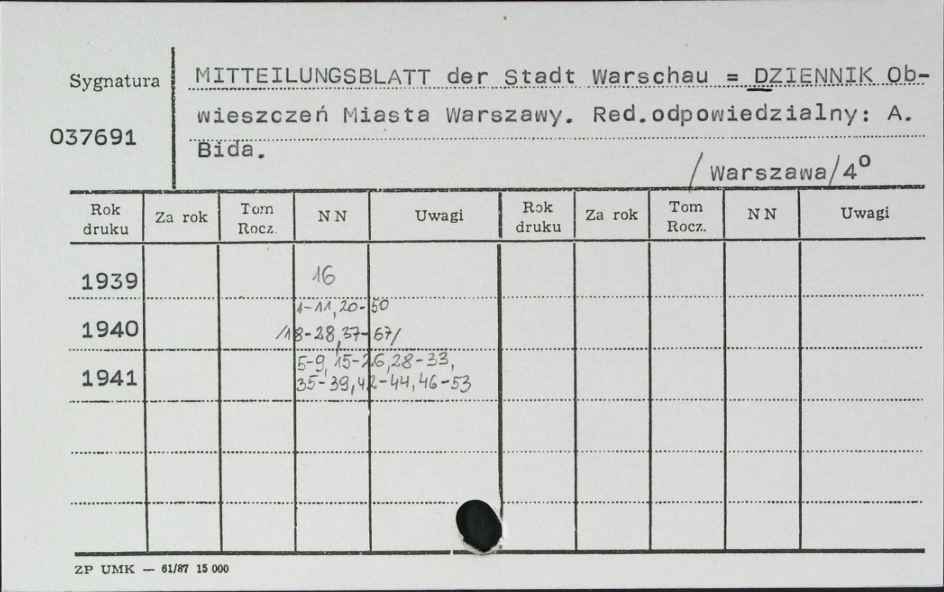 Sygnatura
037691
MITTEILUNGSBLATT der Stadt Warschau = DZIENNIK Ob-
wieszczeń Miasta Warszawy. Red.odpowiedzialny: A.
Bida.
/Warszawa/4º
Rok druku Za rok Tom Rocz. NN Uwagi Rok druku Za rok Tom Rocz. NN Uwagi
1939 16
1-11,20-50
1940 /18-28,37-67/
5-9,15-26,28-33,
1941 35-39,42-44,46-53
ZP UMK — 61/87 15 000